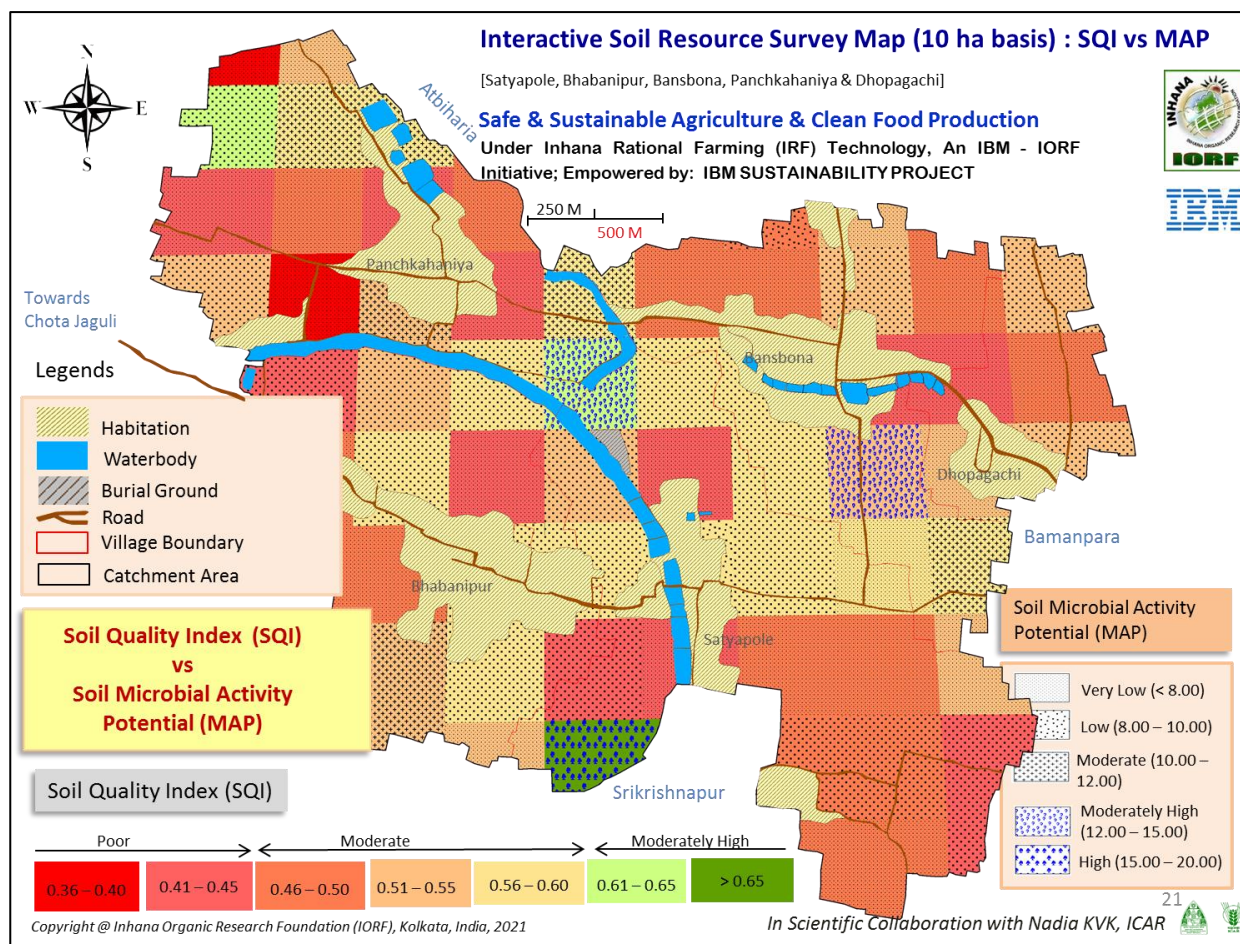 Interactive Soil Resource Survey Map (10 ha basis) : SQI vs MAP
[Satyapole, Bhabanipur, Bansbona, Panchkahaniya & Dhopagachi]
Safe & Sustainable Agriculture & Clean Food Production
Under Inhana Rational Farming (IRF) Technology, An IBM - IORF
Initiative; Empowered by: IBM SUSTAINABILITY PROJECT
INHANA
IORF
IBM
N
W
E
S
Atbiharia
250 M
500 M
Panchkahaniya
Towards
Chota Jaguli
Bansbona
Dhopagachi
Bamanpara
Bhabanipur
Satyapole
Srikrishnapur
Legends
Habitation
Waterbody
Burial Ground
Road
Village Boundary
Catchment Area
Soil Quality Index (SQI)
vs
Soil Microbial Activity
Potential (MAP)
Soil Microbial Activity
Potential (MAP)
Very Low (< 8.00)
Low (8.00 – 10.00)
Moderate (10.00 –
12.00)
Moderately High
(12.00 – 15.00)
High (15.00 – 20.00)
Soil Quality Index (SQI)
Poor
Moderate
Moderately High
0.36 – 0.40
0.41 – 0.45
0.46 – 0.50
0.51 – 0.55
0.56 – 0.60
0.61 – 0.65
> 0.65
21
Copyright @ Inhana Organic Research Foundation (IORF), Kolkata, India, 2021
In Scientific Collaboration with Nadia KVK, ICAR